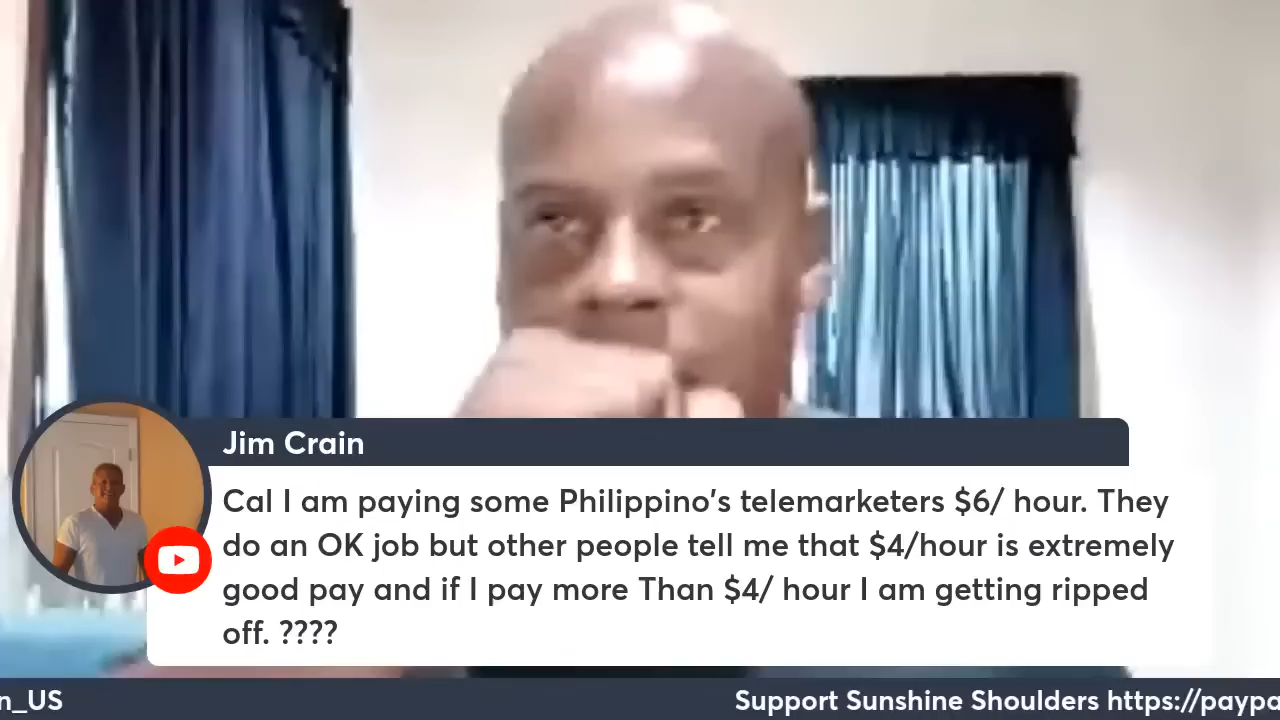 Jim Crain
Cal I am paying some Philippino's telemarketers $6/ hour. They
do an OK job but other people tell me that $4/hour is extremely
good pay and if I pay more Than $4/ hour I am getting ripped
off. ????
n_US
Support Sunshine Shoulders https://paypa